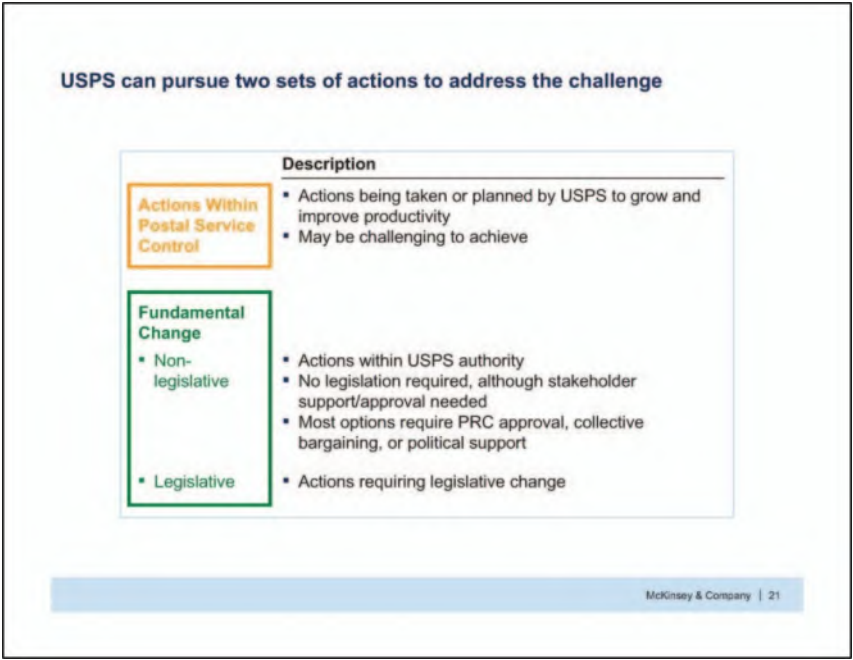 USPS can pursue two sets of actions to address the challenge
Description
Actions Within
Postal Service
Control
▪ Actions being taken or planned by USPS to grow and
improve productivity
▪ May be challenging to achieve
Fundamental
Change
▪ Non-
legislative
▪ Actions within USPS authority
▪ No legislation required, although stakeholder
support/approval needed
▪ Most options require PRC approval, collective
bargaining, or political support
▪ Legislative
▪ Actions requiring legislative change
McKinsey & Company | 21